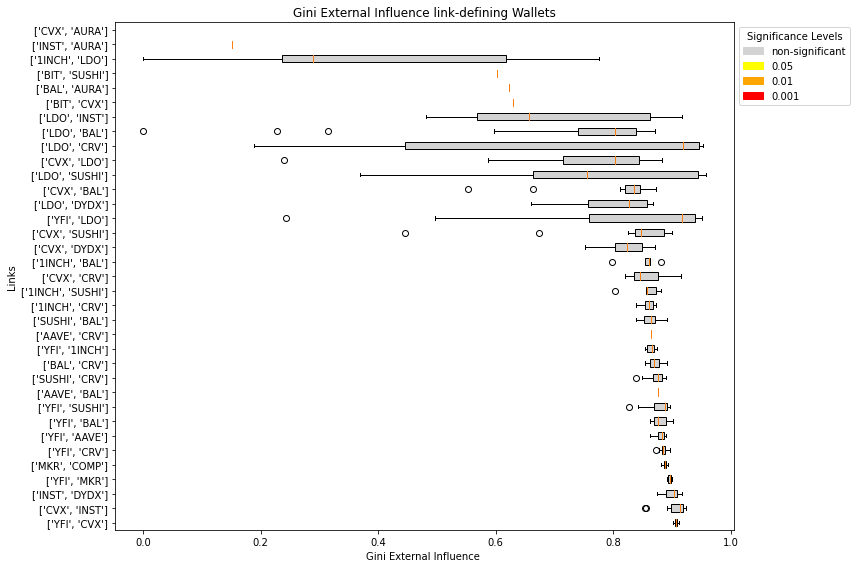 Gini External Influence link-defining Wallets
Links
['CVX', 'AURA']
['INST', 'AURA']
['1INCH', 'LDO']
['BIT', 'SUSHI']
['BAL', 'AURA']
['BIT', 'CVX']
['LDO', 'INST']
['LDO', 'BAL']
['LDO', 'CRV']
['CVX', 'LDO']
['LDO', 'SUSHI']
['CVX', 'BAL']
['LDO', 'DYDX']
['YFI', 'LDO']
['CVX', 'SUSHI']
['CVX', 'DYDX']
['1INCH', 'BAL']
['CVX', 'CRV']
['1INCH', 'SUSHI']
['1INCH', 'CRV']
['SUSHI', 'BAL']
['AAVE', 'CRV']
['YFI', '1INCH']
['BAL', 'CRV']
['SUSHI', 'CRV']
['AAVE', 'BAL']
['YFI', 'SUSHI']
['YFI', 'BAL']
['YFI', 'AAVE']
['YFI', 'CRV']
['MKR', 'COMP']
['YFI', 'MKR']
['INST', 'DYDX']
['CVX', 'INST']
['YFI', 'CVX']
0.0 0.2 0.4 0.6 0.8 1.0
Gini External Influence
Significance Levels
non-significant
0.05
0.01
0.001